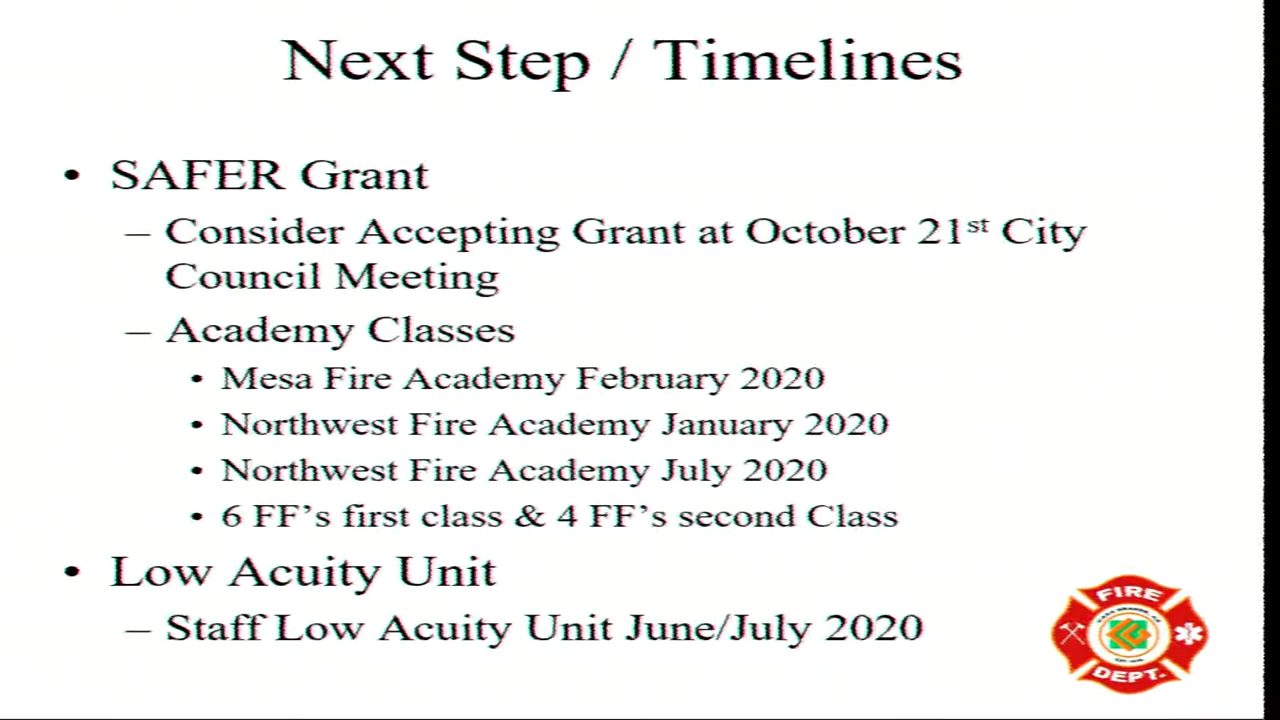 Next Step / Timelines
• SAFER Grant
– Consider Accepting Grant at October 21st City
Council Meeting
– Academy Classes
• Mesa Fire Academy February 2020
• Northwest Fire Academy January 2020
• Northwest Fire Academy July 2020
• 6 FF's first class & 4 FF's second Class
• Low Acuity Unit
– Staff Low Acuity Unit June/July 2020
FIRE
DEPT.